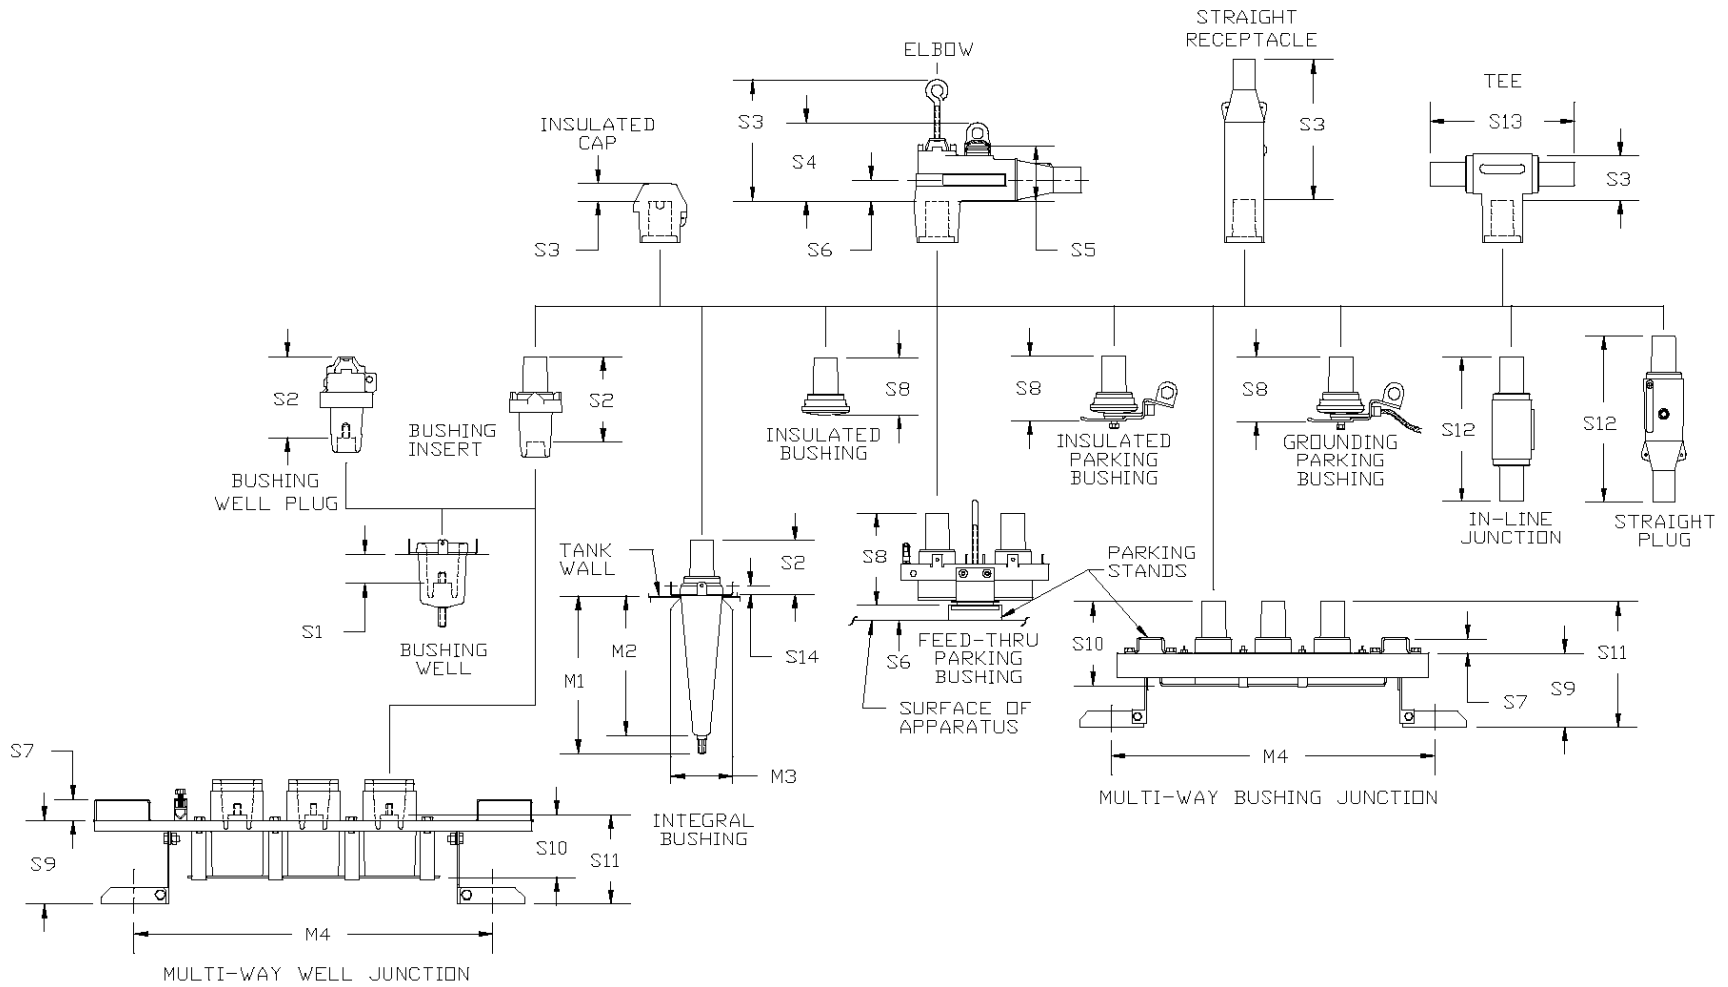 STRAIGHT
RECEPTACLE
ELBOW
TEE
INSULATED
CAP
S3
S4
S6
S5
S3
S3
S13
S3
S2
BUSHING
WELL PLUG
BUSHING
INSERT
S2
S8
INSULATED
BUSHING
S8
INSULATED
PARKING
BUSHING
S8
GROUNDING
PARKING
BUSHING
S12
IN-LINE
JUNCTION
S12
STRAIGHT
PLUG
S1
BUSHING
WELL
TANK
WALL
S2
S14
M2
M1
M3
INTEGRAL
BUSHING
S8
S6
FEED-THRU
PARKING
BUSHING
SURFACE OF
APPARATUS
PARKING
STANDS
S10
S11
S9
S7
M4
MULTI-WAY BUSHING JUNCTION
S7
S9
S10
S11
M4
MULTI-WAY WELL JUNCTION